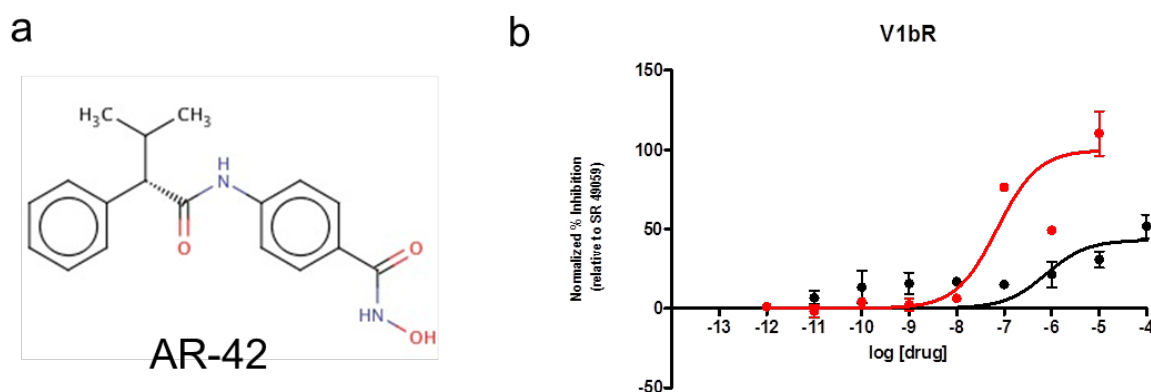 a
H₃C
CH₃
H
N
O
O
HN
OH
AR-42
b
V1bR
Normalized % Inhibition
(relative to SR 49059)
150
100
50
0
-50
-13 -12 -11 -10 -9 -8 -7 -6 -5 -4
log [drug]